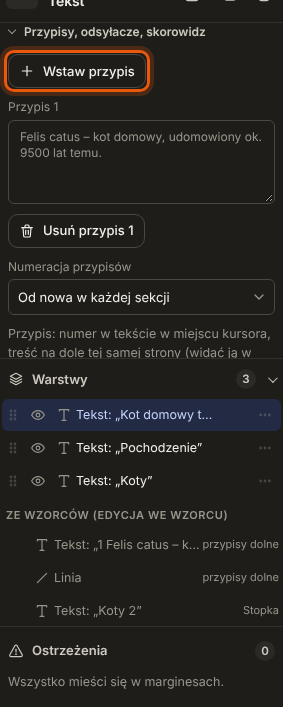 Tekst
Przypisy, odsyłacze, skorowidz
+ Wstaw przypis
Przypis 1
Felis catus – kot domowy, udomowiony ok.
9500 lat temu.
Usuń przypis 1
Numeracja przypisów
Od nowa w każdej sekcji
Przypis: numer w tekście w miejscu kursora,
treść na dole tej samej strony (widać ją w
Warstwy 3
Tekst: „Kot domowy t...
Tekst: „Pochodzenie”
Tekst: „Koty”
ZE WZORCÓW (EDYCJA WE WZORCU)
Tekst: „1 Felis catus – k... przypisy dolne
Linia przypisy dolne
Tekst: „Koty 2” Stopka
Ostrzeżenia 0
Wszystko mieści się w marginesach.